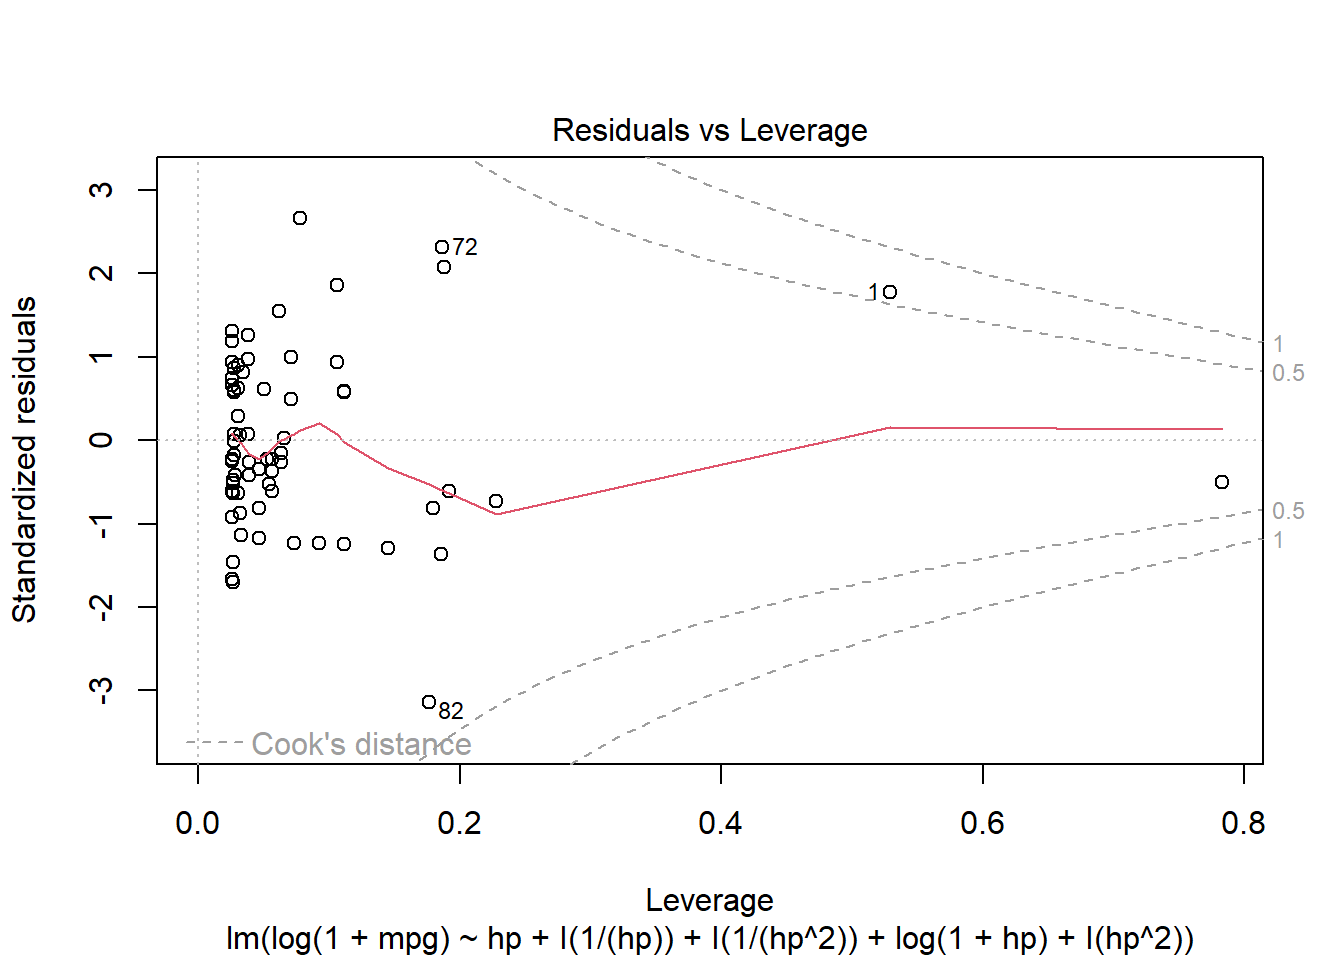 Residuals vs Leverage
Standardized residuals
3
2
1
0
-1
-2
-3
72
1
82
1
0.5
0.5
1
Cook's distance
0.0 0.2 0.4 0.6 0.8
Leverage
lm(log(1 + mpg) ~ hp + I(1/(hp)) + I(1/(hp^2)) + log(1 + hp) + I(hp^2))